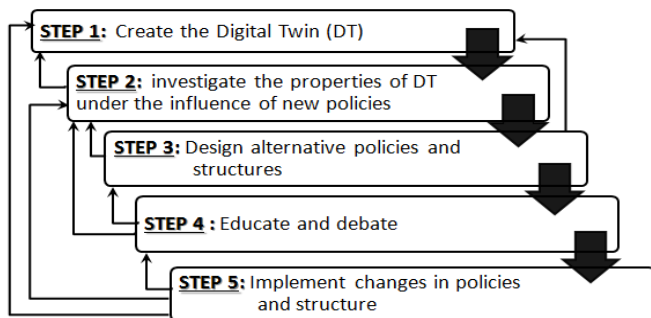 STEP 1: Create the Digital Twin (DT)
STEP 2: investigate the properties of DT
under the influence of new policies
STEP 3: Design alternative policies and
structures
STEP 4 : Educate and debate
STEP 5: Implement changes in policies
and structure